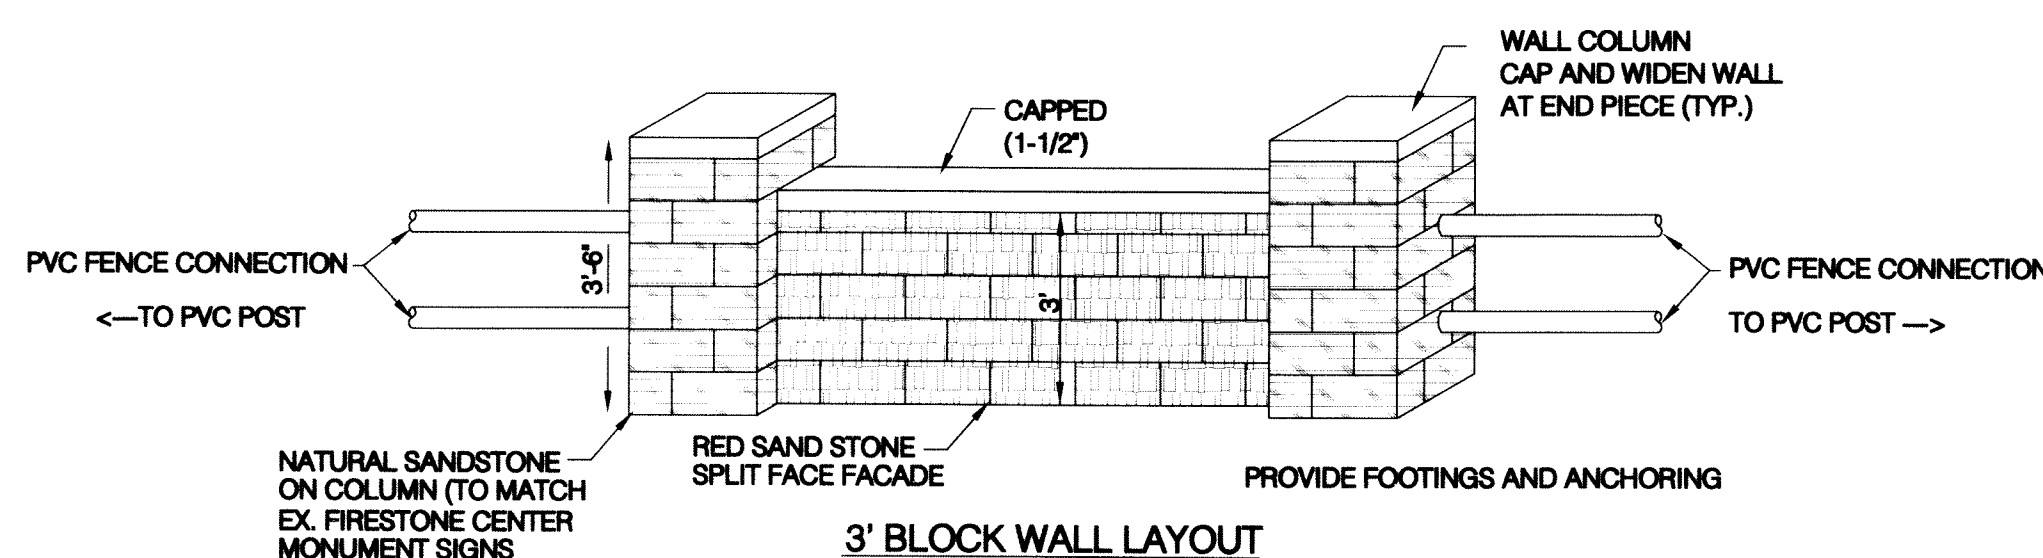 WALL COLUMN
CAP AND WIDEN WALL
AT END PIECE (TYP.)
CAPPED
(1-1/2")
PVC FENCE CONNECTION
<—TO PVC POST
3'-6"
3'
PVC FENCE CONNECTION
TO PVC POST —>
NATURAL SANDSTONE
ON COLUMN (TO MATCH
EX. FIRESTONE CENTER
MONUMENT SIGNS
RED SAND STONE
SPLIT FACE FACADE
PROVIDE FOOTINGS AND ANCHORING
3' BLOCK WALL LAYOUT